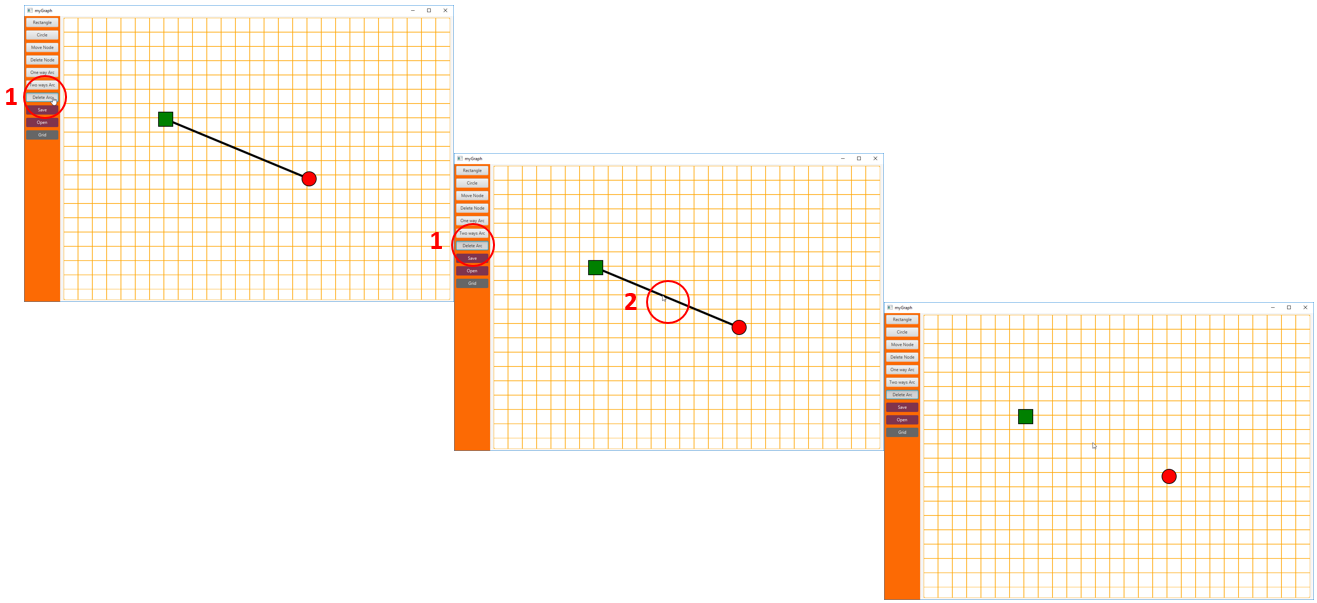 myGraph
Rectangle
Circle
Move Node
Delete Node
One way Arc
Two ways Arc
1
Delete Arc
Save
Open
Grid
myGraph
Rectangle
Circle
Move Node
Delete Node
One way Arc
Two ways Arc
1
Delete Arc
Save
Open
Grid
2
myGraph
Rectangle
Circle
Move Node
Delete Node
One way Arc
Two ways Arc
Delete Arc
Save
Open
Grid